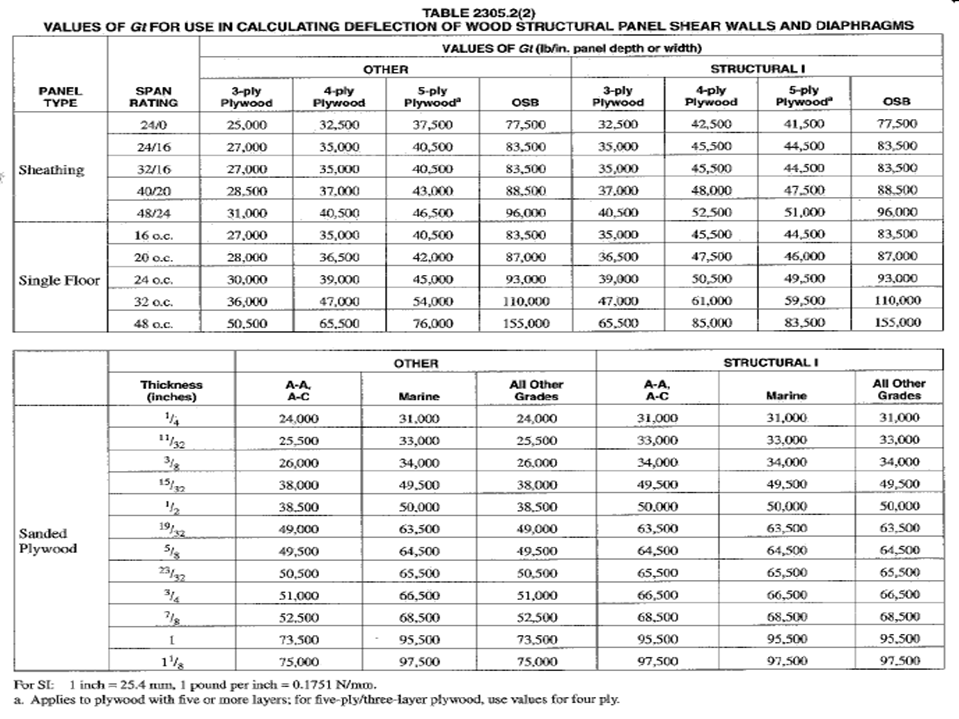 TABLE 2305.2(2)
VALUES OF Gt FOR USE IN CALCULATING DEFLECTION OF WOOD STRUCTURAL PANEL SHEAR WALLS AND DIAPHRAGMS
PANEL TYPE SPAN RATING VALUES OF Gt (lb/in. panel depth or width)
OTHER STRUCTURAL I
3-ply Plywood 4-ply Plywood 5-ply Plywoodᵃ OSB 3-ply Plywood 4-ply Plywood 5-ply Plywoodᵃ OSB
Sheathing 24/0 25,000 32,500 37,500 77,500 32,500 42,500 41,500 77,500
24/16 27,000 35,000 40,500 83,500 35,000 45,500 44,500 83,500
32/16 27,000 35,000 40,500 83,500 35,000 45,500 44,500 83,500
40/20 28,500 37,000 43,000 88,500 37,000 48,000 47,500 88,500
48/24 31,000 40,500 46,500 96,000 40,500 52,500 51,000 96,000
Single Floor 16 o.c. 27,000 35,000 40,500 83,500 35,000 45,500 44,500 83,500
20 o.c. 28,000 36,500 42,000 87,000 36,500 47,500 46,000 87,000
24 o.c. 30,000 39,000 45,000 93,000 39,000 50,500 49,500 93,000
32 o.c. 36,000 47,000 54,000 110,000 47,000 61,000 59,500 110,000
48 o.c. 50,500 65,500 76,000 155,000 65,500 85,000 83,500 155,000
OTHER STRUCTURAL I
Thickness (inches) A-A, A-C Marine All Other Grades A-A, A-C Marine All Other Grades
Sanded Plywood 1/4 24,000 31,000 24,000 31,000 31,000 31,000
11/32 25,500 33,000 25,500 33,000 33,000 33,000
3/8 26,000 34,000 26,000 34,000 34,000 34,000
15/32 38,000 49,500 38,000 49,500 49,500 49,500
1/2 38,500 50,000 38,500 50,000 50,000 50,000
19/32 49,000 63,500 49,000 63,500 63,500 63,500
5/8 49,500 64,500 49,500 64,500 64,500 64,500
23/32 50,500 65,500 50,500 65,500 65,500 65,500
3/4 51,000 66,500 51,000 66,500 66,500 66,500
7/8 52,500 68,500 52,500 68,500 68,500 68,500
1 73,500 95,500 73,500 95,500 95,500 95,500
1 1/8 75,000 97,500 75,000 97,500 97,500 97,500
For SI: 1 inch = 25.4 mm, 1 pound per inch = 0.1751 N/mm.
a. Applies to plywood with five or more layers; for five-ply/three-layer plywood, use values for four ply.